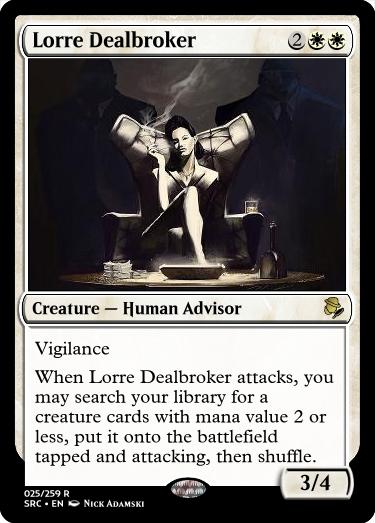 Lorre Dealbroker 2
Creature — Human Advisor
Vigilance
When Lorre Dealbroker attacks, you
may search your library for a
creature cards with mana value 2 or
less, put it onto the battlefield
tapped and attacking, then shuffle.
3/4
025/259 R
SRC • EN Nick Adamski